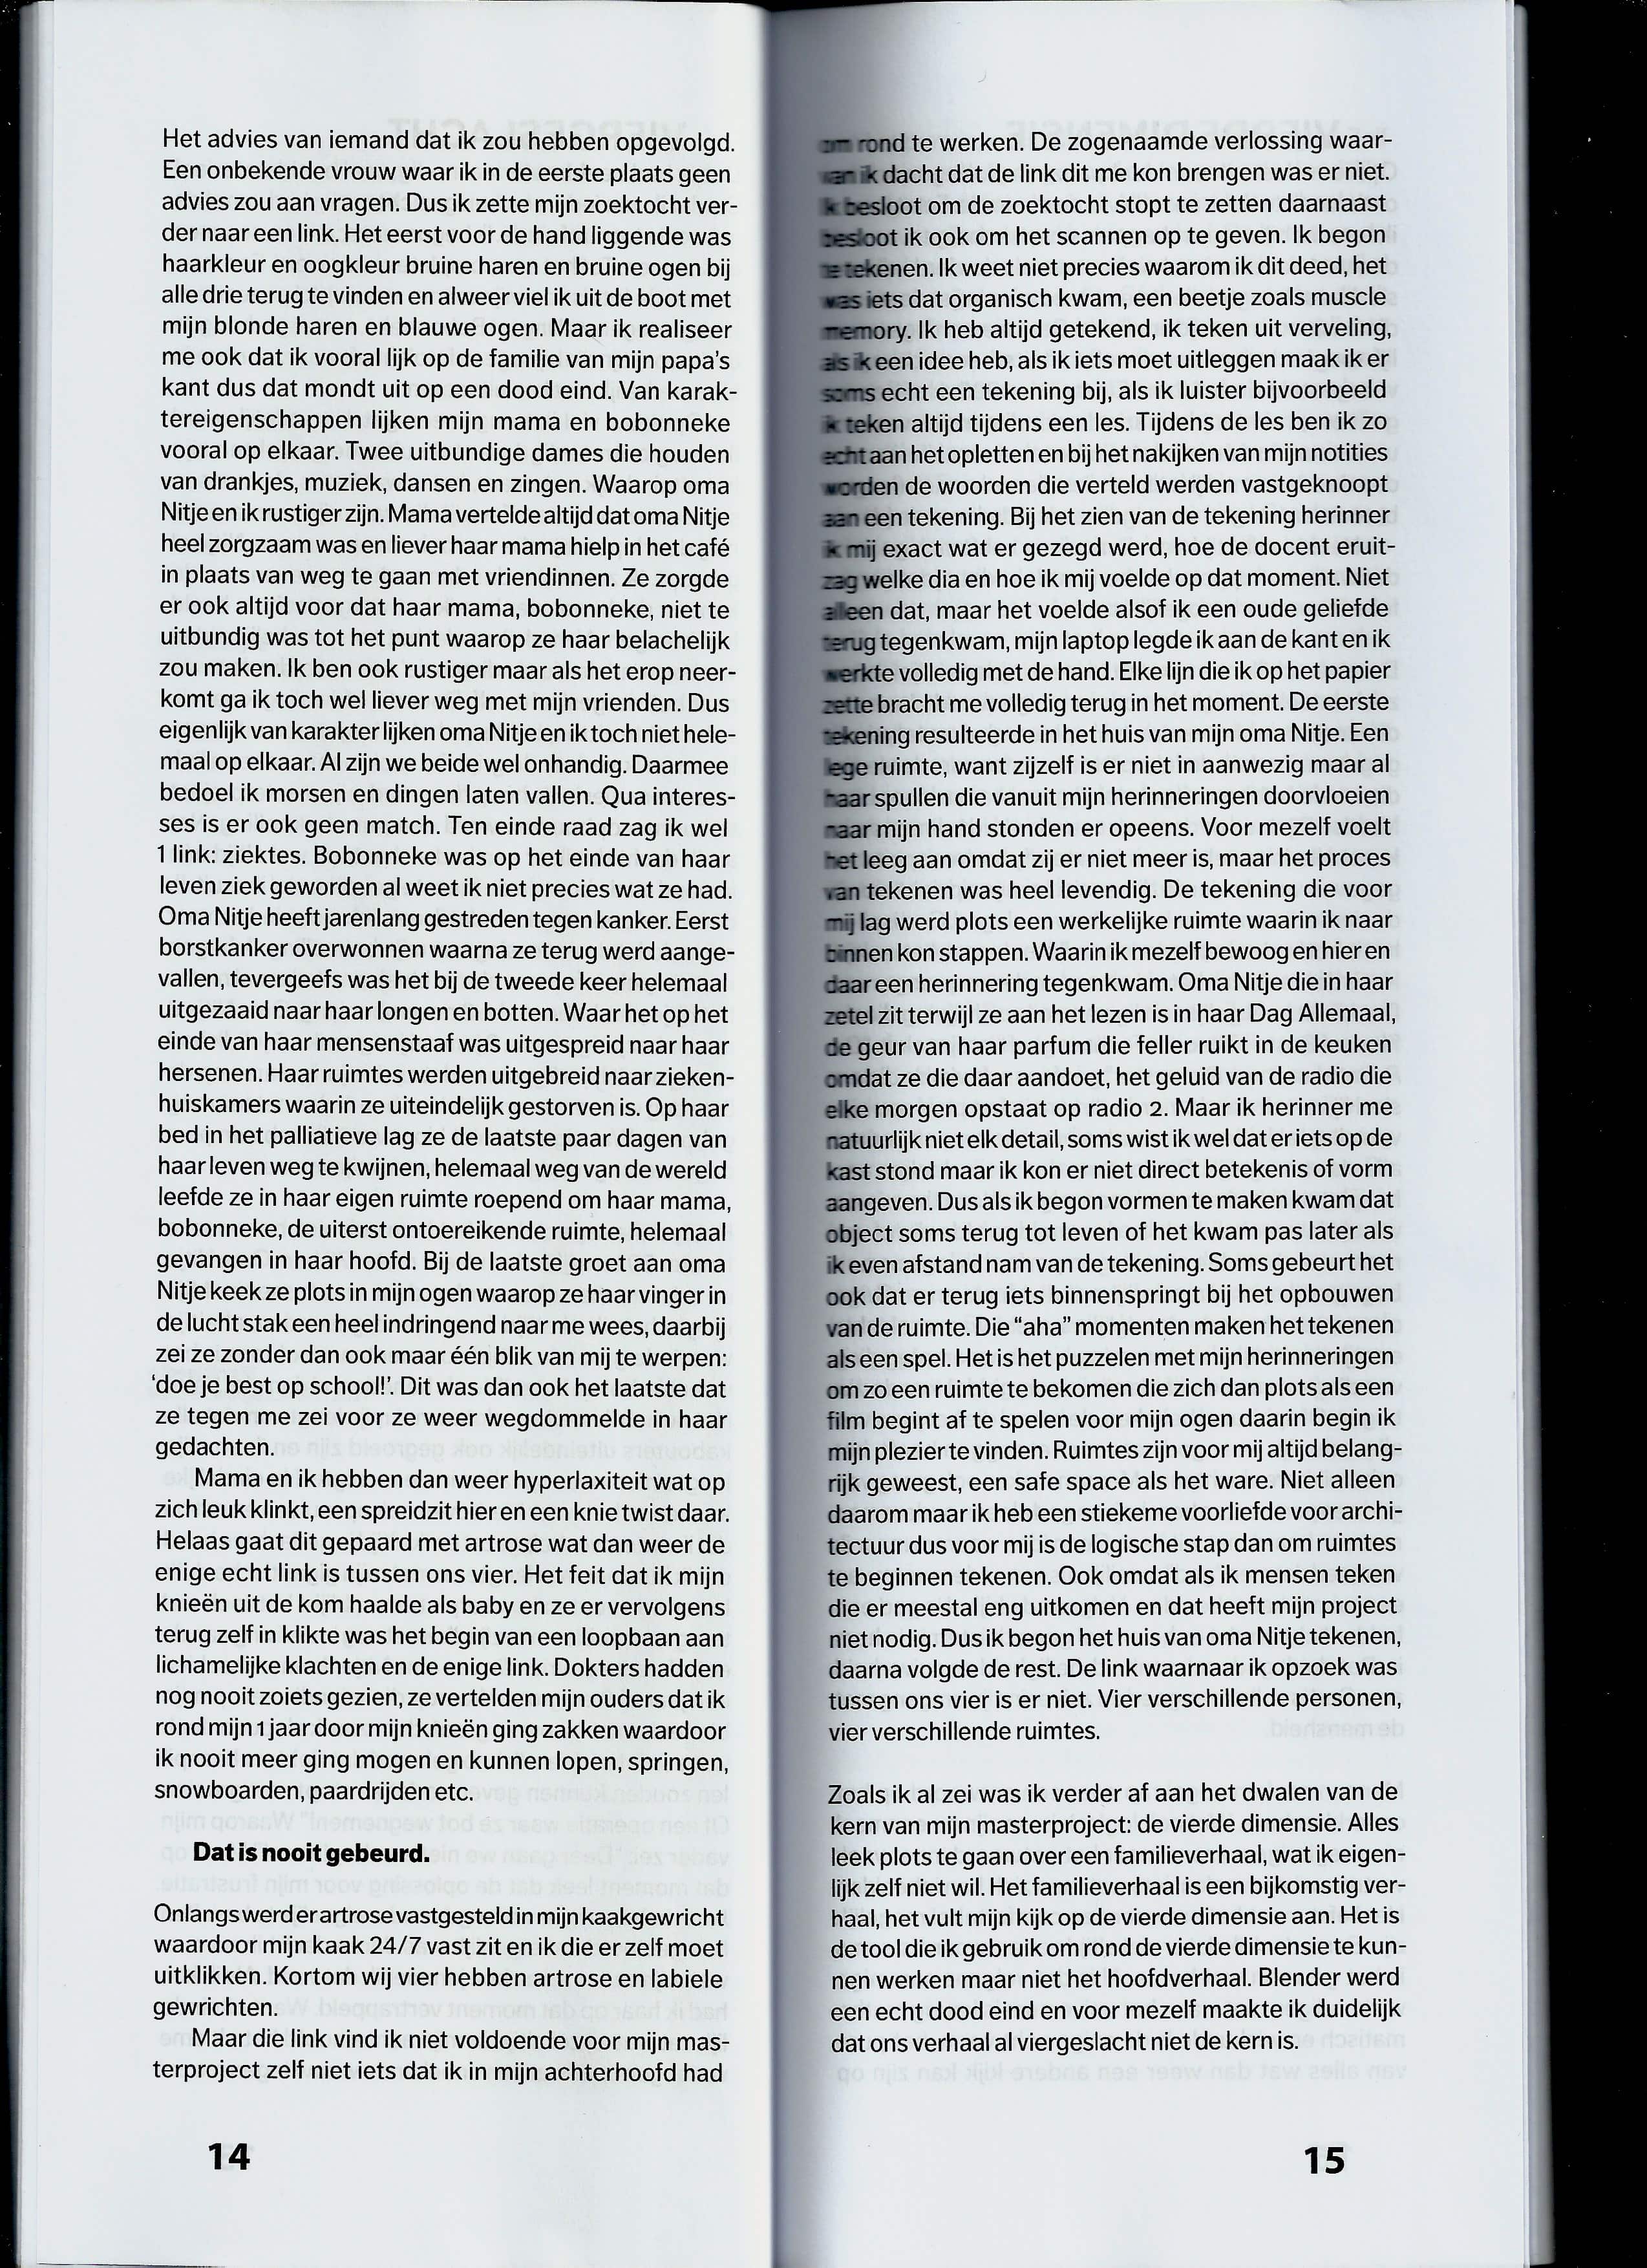 Het advies van iemand dat ik zou hebben opgevolgd.
Een onbekende vrouw waar ik in de eerste plaats geen
advies zou aan vragen. Dus ik zette mijn zoektocht ver-
der naar een link. Het eerst voor de hand liggende was
haarkleur en oogkleur bruine haren en bruine ogen bij
alle drie terug te vinden en alweer viel ik uit de boot met
mijn blonde haren en blauwe ogen. Maar ik realiseer
me ook dat ik vooral lijk op de familie van mijn papa's
kant dus dat mondt uit op een dood eind. Van karak-
tereigenschappen lijken mijn mama en bobonneke
vooral op elkaar. Twee uitbundige dames die houden
van drankjes, muziek, dansen en zingen. Waarop oma
Nitje en ik rustiger zijn. Mama vertelde altijd dat oma Nitje
heel zorgzaam was en liever haar mama hielp in het café
in plaats van weg te gaan met vriendinnen. Ze zorgde
er ook altijd voor dat haar mama, bobonneke, niet te
uitbundig was tot het punt waarop ze haar belachelijk
zou maken. Ik ben ook rustiger maar als het erop neer-
komt ga ik toch wel liever weg met mijn vrienden. Dus
eigenlijk van karakter lijken oma Nitje en ik toch niet hele-
maal op elkaar. Al zijn we beide wel onhandig. Daarmee
bedoel ik morsen en dingen laten vallen. Qua interes-
ses is er ook geen match. Ten einde raad zag ik wel
1 link: ziektes. Bobonneke was op het einde van haar
leven ziek geworden al weet ik niet precies wat ze had.
Oma Nitje heeft jarenlang gestreden tegen kanker. Eerst
borstkanker overwonnen waarna ze terug werd aange-
vallen, tevergeefs was het bij de tweede keer helemaal
uitgezaaid naar haar longen en botten. Waar het op het
einde van haar mensenstaaf was uitgespreid naar haar
hersenen. Haar ruimtes werden uitgebreid naar zieken-
huiskamers waarin ze uiteindelijk gestorven is. Op haar
bed in het palliatieve lag ze de laatste paar dagen van
haar leven weg te kwijnen, helemaal weg van de wereld
leefde ze in haar eigen ruimte roepend om haar mama,
bobonneke, de uiterst ontoereikende ruimte, helemaal
gevangen in haar hoofd. Bij de laatste groet aan oma
Nitje keek ze plots in mijn ogen waarop ze haar vinger in
de lucht stak een heel indringend naar me wees, daarbij
zei ze zonder dan ook maar één blik van mij te werpen:
‘doe je best op school!’. Dit was dan ook het laatste dat
ze tegen me zei voor ze weer wegdommelde in haar
gedachten.
Mama en ik hebben dan weer hyperlaxiteit wat op
zich leuk klinkt, een spreidzit hier en een knie twist daar.
Helaas gaat dit gepaard met artrose wat dan weer de
enige echt link is tussen ons vier. Het feit dat ik mijn
knieën uit de kom haalde als baby en ze er vervolgens
terug zelf in klikte was het begin van een loopbaan aan
lichamelijke klachten en de enige link. Dokters hadden
nog nooit zoiets gezien, ze vertelden mijn ouders dat ik
rond mijn 1 jaar door mijn knieën ging zakken waardoor
ik nooit meer ging mogen en kunnen lopen, springen,
snowboarden, paardrijden etc.
Dat is nooit gebeurd.
Onlangs werd er artrose vastgesteld in mijn kaakgewricht
waardoor mijn kaak 24/7 vast zit en ik die er zelf moet
uitklikken. Kortom wij vier hebben artrose en labiele
gewrichten.
Maar die link vind ik niet voldoende voor mijn mas-
terproject zelf niet iets dat ik in mijn achterhoofd had
14
om rond te werken. De zogenaamde verlossing waar-
van ik dacht dat de link dit me kon brengen was er niet.
Ik besloot om de zoektocht stopt te zetten daarnaast
besloot ik ook om het scannen op te geven. Ik begon
te tekenen. Ik weet niet precies waarom ik dit deed, het
was iets dat organisch kwam, een beetje zoals muscle
memory. Ik heb altijd getekend, ik teken uit verveling,
als ik een idee heb, als ik iets moet uitleggen maak ik er
soms echt een tekening bij, als ik luister bijvoorbeeld
ik teken altijd tijdens een les. Tijdens de les ben ik zo
echt aan het opletten en bij het nakijken van mijn notities
worden de woorden die verteld werden vastgeknoopt
aan een tekening. Bij het zien van de tekening herinner
ik mij exact wat er gezegd werd, hoe de docent eruit-
zag welke dia en hoe ik mij voelde op dat moment. Niet
alleen dat, maar het voelde alsof ik een oude geliefde
terug tegenkwam, mijn laptop legde ik aan de kant en ik
werkte volledig met de hand. Elke lijn die ik op het papier
zette bracht me volledig terug in het moment. De eerste
tekening resulteerde in het huis van mijn oma Nitje. Een
lege ruimte, want zijzelf is er niet in aanwezig maar al
haar spullen die vanuit mijn herinneringen doorvloeien
naar mijn hand stonden er opeens. Voor mezelf voelt
het leeg aan omdat zij er niet meer is, maar het proces
van tekenen was heel levendig. De tekening die voor
mij lag werd plots een werkelijke ruimte waarin ik naar
binnen kon stappen. Waarin ik mezelf bewoog en hier en
daar een herinnering tegenkwam. Oma Nitje die in haar
zetel zit terwijl ze aan het lezen is in haar Dag Allemaal,
de geur van haar parfum die feller ruikt in de keuken
omdat ze die daar aandoet, het geluid van de radio die
elke morgen opstaat op radio 2. Maar ik herinner me
natuurlijk niet elk detail, soms wist ik wel dat er iets op de
kast stond maar ik kon er niet direct betekenis of vorm
aangeven. Dus als ik begon vormen te maken kwam dat
object soms terug tot leven of het kwam pas later als
ik even afstand nam van de tekening. Soms gebeurt het
ook dat er terug iets binnenspringt bij het opbouwen
van de ruimte. Die “aha” momenten maken het tekenen
als een spel. Het is het puzzelen met mijn herinneringen
om zo een ruimte te bekomen die zich dan plots als een
film begint af te spelen voor mijn ogen daarin begin ik
mijn plezier te vinden. Ruimtes zijn voor mij altijd belang-
rijk geweest, een safe space als het ware. Niet alleen
daarom maar ik heb een stiekeme voorliefde voor archi-
tectuur dus voor mij is de logische stap dan om ruimtes
te beginnen tekenen. Ook omdat als ik mensen teken
die er meestal eng uitkomen en dat heeft mijn project
niet nodig. Dus ik begon het huis van oma Nitje tekenen,
daarna volgde de rest. De link waarnaar ik opzoek was
tussen ons vier is er niet. Vier verschillende personen,
vier verschillende ruimtes.
Zoals ik al zei was ik verder af aan het dwalen van de
kern van mijn masterproject: de vierde dimensie. Alles
leek plots te gaan over een familieverhaal, wat ik eigen-
lijk zelf niet wil. Het familieverhaal is een bijkomstig ver-
haal, het vult mijn kijk op de vierde dimensie aan. Het is
de tool die ik gebruik om rond de vierde dimensie te kun-
nen werken maar niet het hoofdverhaal. Blender werd
een echt dood eind en voor mezelf maakte ik duidelijk
dat ons verhaal al viergeslacht niet de kern is.
15